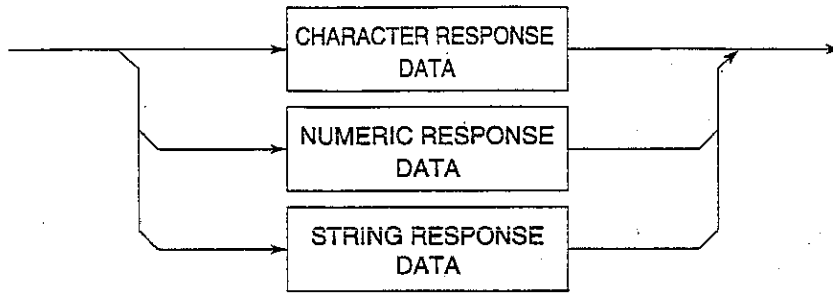 CHARACTER RESPONSE
DATA
NUMERIC RESPONSE
DATA
STRING RESPONSE
DATA